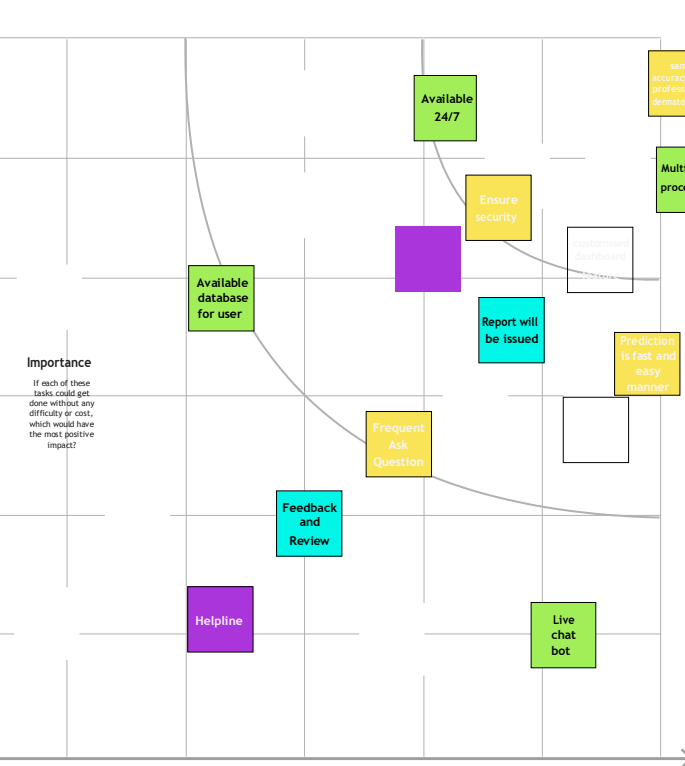 Available
24/7
Ensure
security
customised
dashboard
Available
database
for user
Report will
be issued
Prediction
is fast and
easy
manner
Importance
If each of these
tasks could get
done without any
difficulty or cost,
which would have
the most positive
impact?
Frequent
Ask
Question
Feedback
and
Review
Helpline
Live
chat
bot